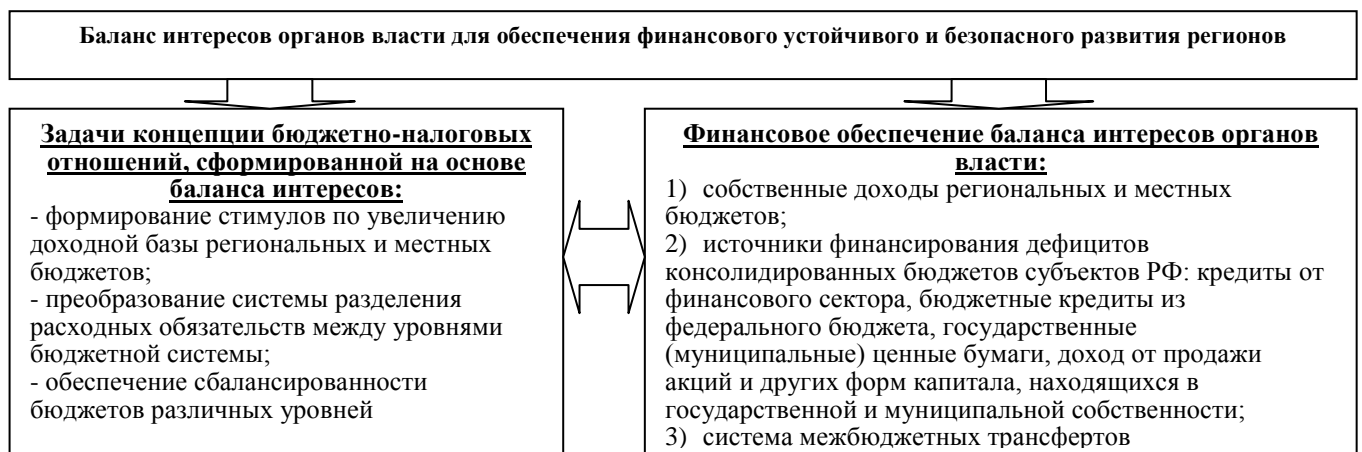 Баланс интересов органов власти для обеспечения финансового устойчивого и безопасного развития регионов
Задачи концепции бюджетно-налоговых
отношений, сформированной на основе
баланса интересов:
- формирование стимулов по увеличению
доходной базы региональных и местных
бюджетов;
- преобразование системы разделения
расходных обязательств между уровнями
бюджетной системы;
- обеспечение сбалансированности
бюджетов различных уровней
Финансовое обеспечение баланса интересов органов
власти:
1) собственные доходы региональных и местных
бюджетов;
2) источники финансирования дефицитов
консолидированных бюджетов субъектов РФ: кредиты от
финансового сектора, бюджетные кредиты из
федерального бюджета, государственные
(муниципальные) ценные бумаги, доход от продажи
акций и других форм капитала, находящихся в
государственной и муниципальной собственности;
3) система межбюджетных трансфертов